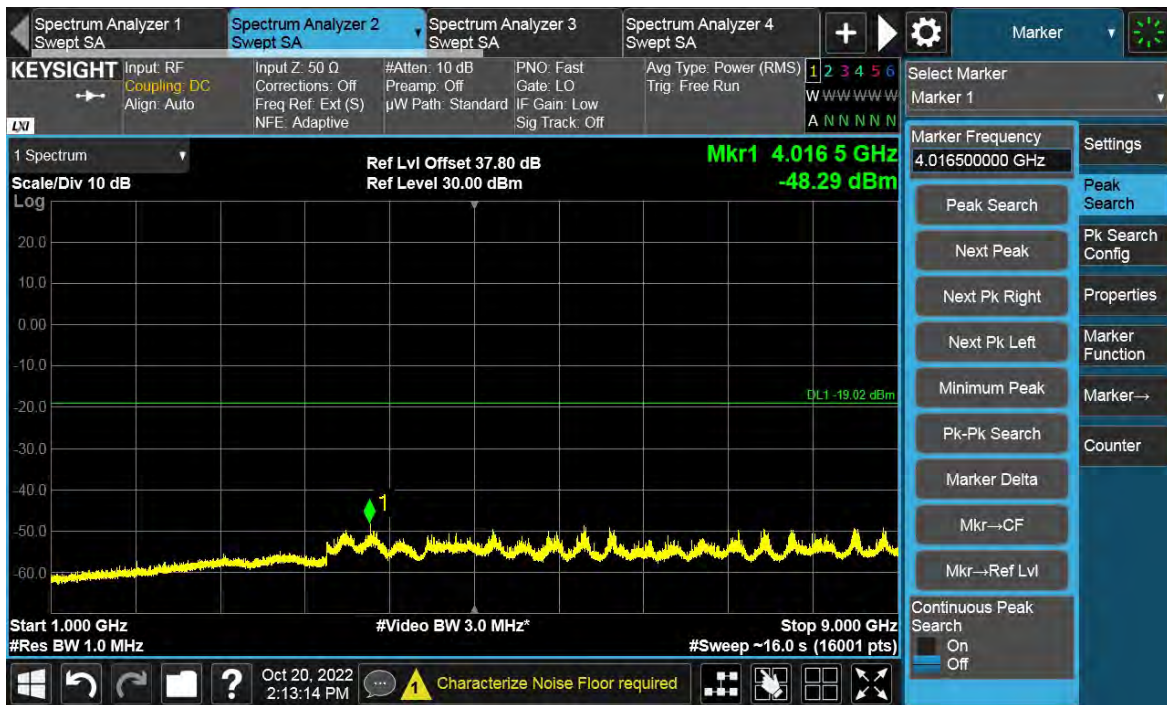 Spectrum Analyzer 1
Swept SA
Spectrum Analyzer 2
Swept SA
Spectrum Analyzer 3
Swept SA
Spectrum Analyzer 4
Swept SA
+
Marker
KEYSIGHT
LXI
Input: RF
Coupling: DC
Align: Auto
Input Z: 50 Ω
Corrections: Off
Freq Ref: Ext (S)
NFE: Adaptive
#Atten: 10 dB
Preamp: Off
µW Path: Standard
PNO: Fast
Gate: LO
IF Gain: Low
Sig Track: Off
Avg Type: Power (RMS)
Trig: Free Run
1 2 3 4 5 6
W W W W W W
A N N N N N
Select Marker
Marker 1
1 Spectrum
Scale/Div 10 dB
Log
Ref Lvl Offset 37.80 dB
Ref Level 30.00 dBm
Mkr1 4.016 5 GHz
-48.29 dBm
20.0
10.0
0.00
-10.0
-20.0
-30.0
-40.0
-50.0
-60.0
DL1 -19.02 dBm
1
Start 1.000 GHz
#Res BW 1.0 MHz
#Video BW 3.0 MHz*
Stop 9.000 GHz
#Sweep ~16.0 s (16001 pts)
Marker Frequency
4.016500000 GHz
Peak Search
Next Peak
Next Pk Right
Next Pk Left
Minimum Peak
Pk-Pk Search
Marker Delta
Mkr→CF
Mkr→Ref Lvl
Continuous Peak
Search
On
Off
Settings
Peak
Search
Pk Search
Config
Properties
Marker
Function
Marker→
Counter
?
Oct 20, 2022
2:13:14 PM
1
Characterize Noise Floor required